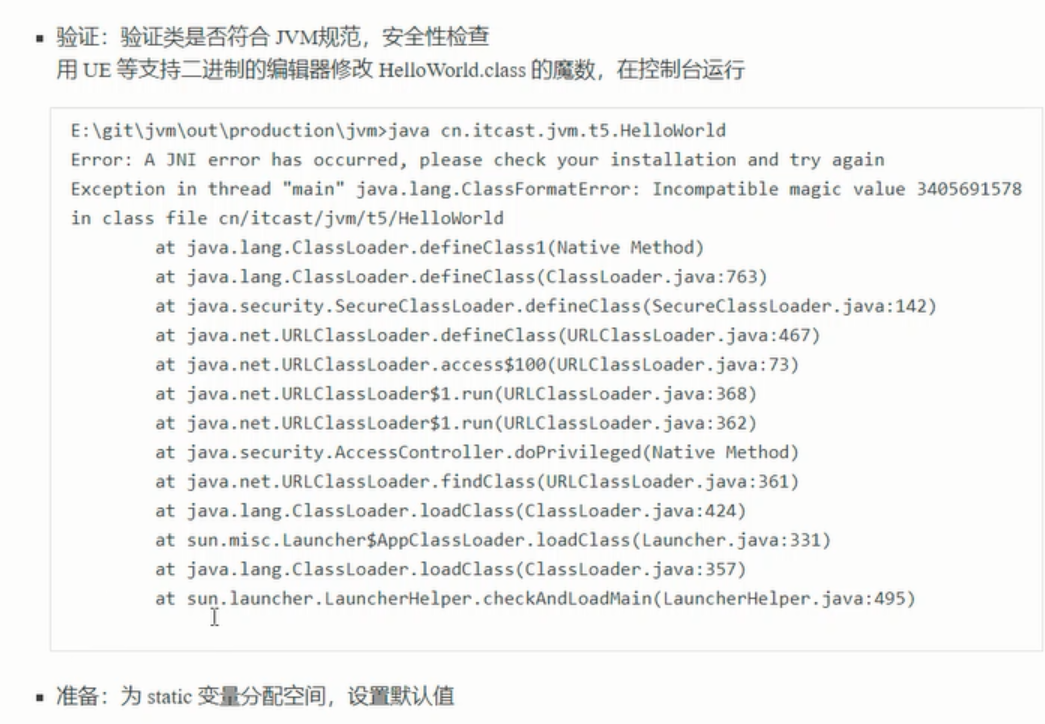 ▪ 验证：验证类是否符合 JVM规范，安全性检查
用 UE 等支持二进制的编辑器修改 HelloWorld.class 的魔数，在控制台运行
E:\git\jvm\out\production\jvm>java cn.itcast.jvm.t5.HelloWorld
Error: A JNI error has occurred, please check your installation and try again
Exception in thread "main" java.lang.ClassFormatError: Incompatible magic value 3405691578
in class file cn/itcast/jvm/t5/HelloWorld
at java.lang.ClassLoader.defineClass1(Native Method)
at java.lang.ClassLoader.defineClass(ClassLoader.java:763)
at java.security.SecureClassLoader.defineClass(SecureClassLoader.java:142)
at java.net.URLClassLoader.defineClass(URLClassLoader.java:467)
at java.net.URLClassLoader.access$100(URLClassLoader.java:73)
at java.net.URLClassLoader$1.run(URLClassLoader.java:368)
at java.net.URLClassLoader$1.run(URLClassLoader.java:362)
at java.security.AccessController.doPrivileged(Native Method)
at java.net.URLClassLoader.findClass(URLClassLoader.java:361)
at java.lang.ClassLoader.loadClass(ClassLoader.java:424)
at sun.misc.Launcher$AppClassLoader.loadClass(Launcher.java:331)
at java.lang.ClassLoader.loadClass(ClassLoader.java:357)
at sun.launcher.LauncherHelper.checkAndLoadMain(LauncherHelper.java:495)
▪ 准备：为 static 变量分配空间，设置默认值